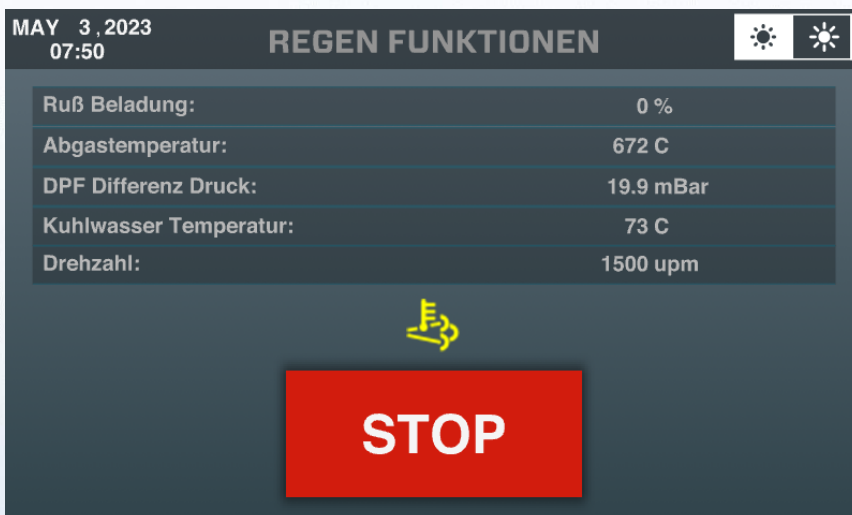 MAY 3,2023
07:50
REGEN FUNKTIONEN
Ruß Beladung: 0 %
Abgastemperatur: 672 C
DPF Differenz Druck: 19.9 mBar
Kuhlwasser Temperatur: 73 C
Drehzahl: 1500 upm
STOP